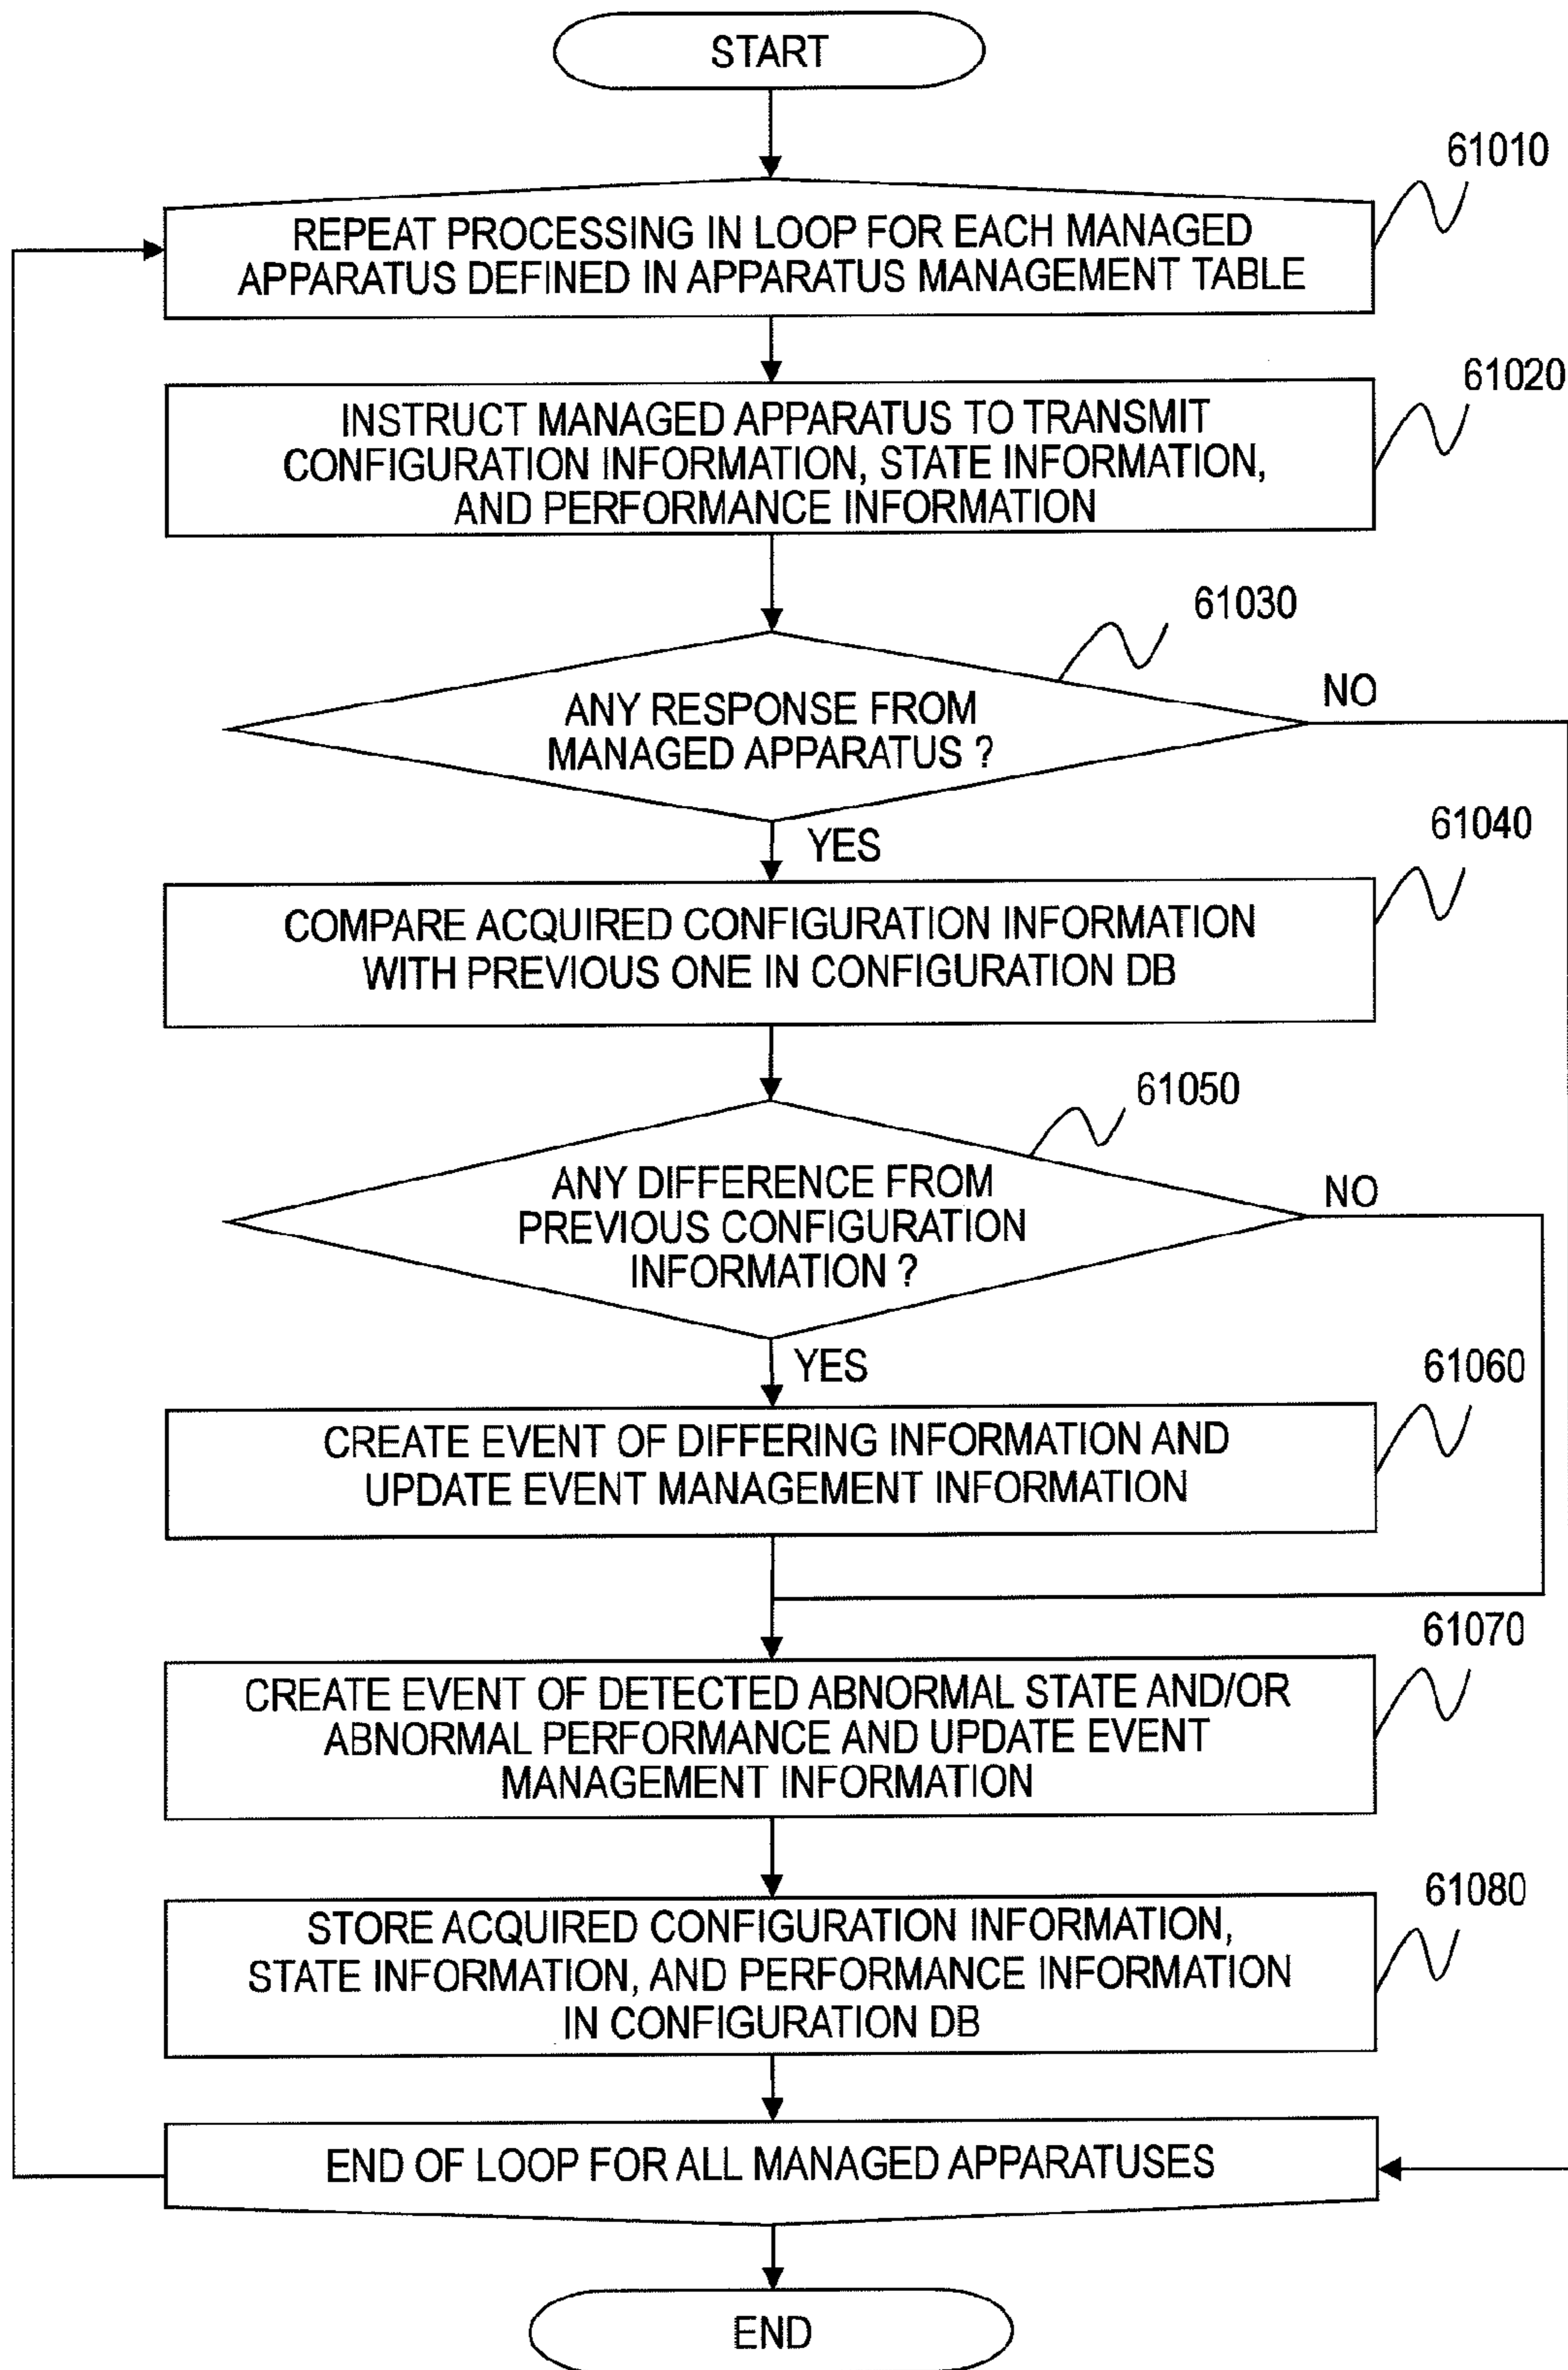 START
61010
REPEAT PROCESSING IN LOOP FOR EACH MANAGED
APPARATUS DEFINED IN APPARATUS MANAGEMENT TABLE
61020
INSTRUCT MANAGED APPARATUS TO TRANSMIT
CONFIGURATION INFORMATION, STATE INFORMATION,
AND PERFORMANCE INFORMATION
61030
ANY RESPONSE FROM
MANAGED APPARATUS ?
NO
YES
61040
COMPARE ACQUIRED CONFIGURATION INFORMATION
WITH PREVIOUS ONE IN CONFIGURATION DB
61050
ANY DIFFERENCE FROM
PREVIOUS CONFIGURATION
INFORMATION ?
NO
YES
61060
CREATE EVENT OF DIFFERING INFORMATION AND
UPDATE EVENT MANAGEMENT INFORMATION
61070
CREATE EVENT OF DETECTED ABNORMAL STATE AND/OR
ABNORMAL PERFORMANCE AND UPDATE EVENT
MANAGEMENT INFORMATION
61080
STORE ACQUIRED CONFIGURATION INFORMATION,
STATE INFORMATION, AND PERFORMANCE INFORMATION
IN CONFIGURATION DB
END OF LOOP FOR ALL MANAGED APPARATUSES
END